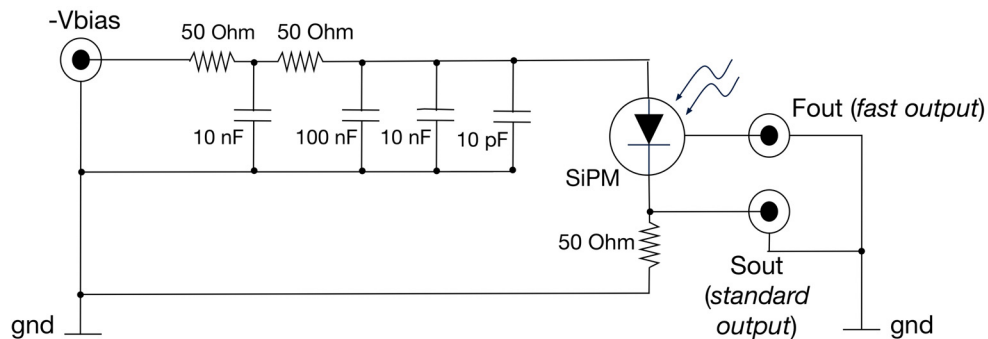 -Vbias
50 Ohm
50 Ohm
10 nF
100 nF
10 nF
10 pF
SiPM
Fout (fast output)
50 Ohm
Sout
(standard
output)
gnd
gnd